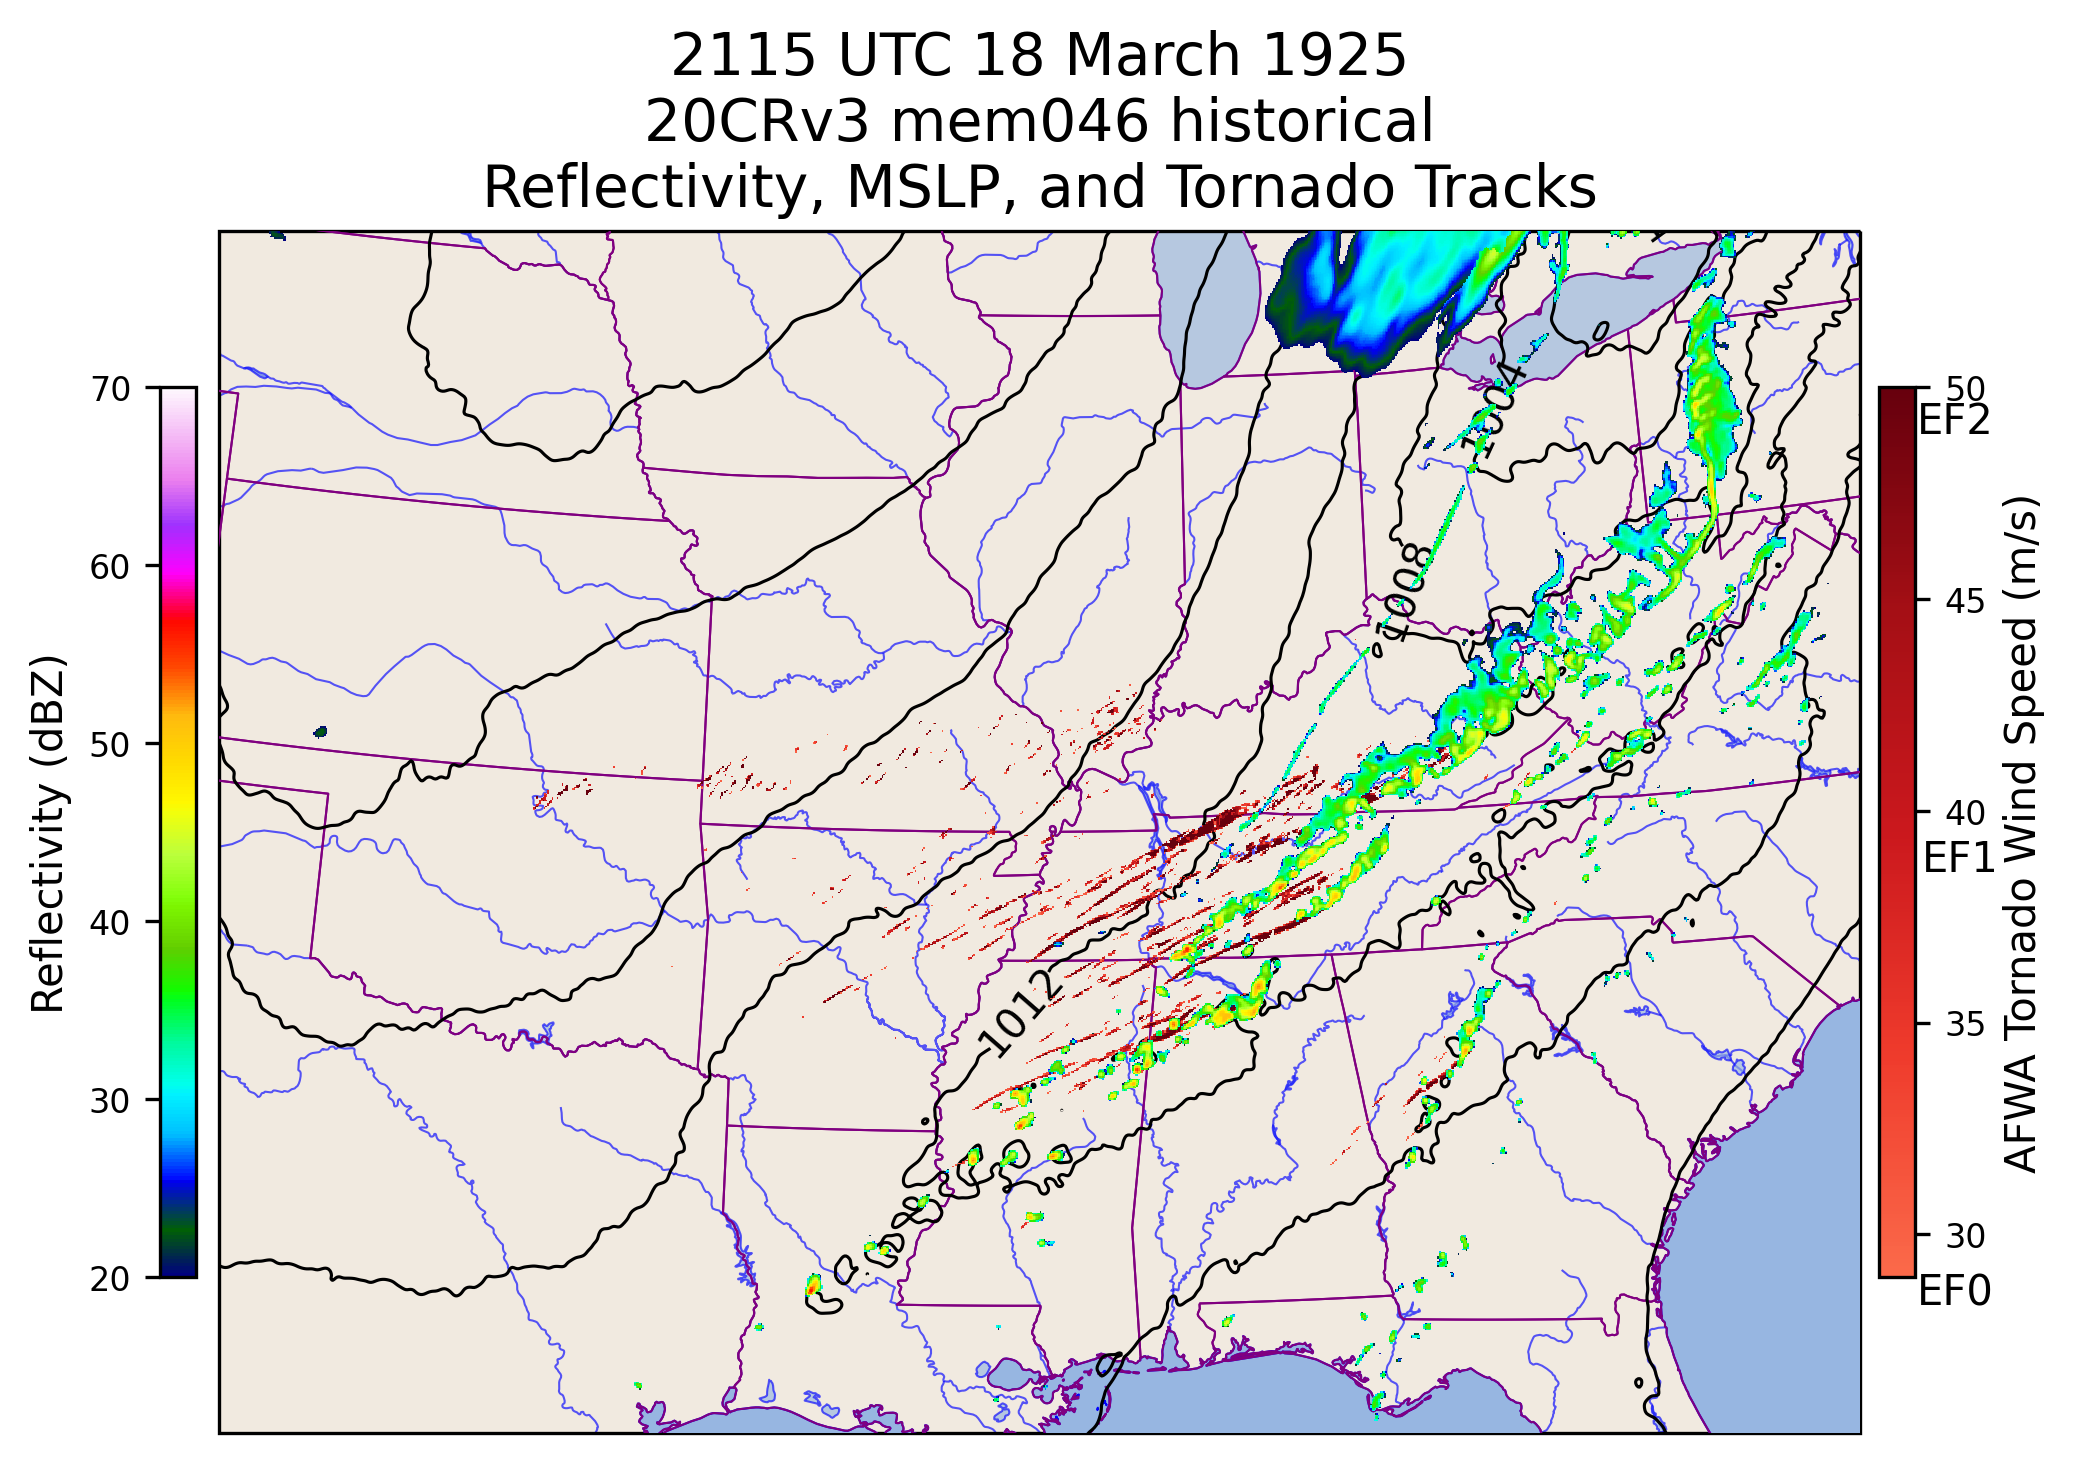 2115 UTC 18 March 1925
20CRv3 mem046 historical
Reflectivity, MSLP, and Tornado Tracks
Reflectivity (dBZ)
70
60
50
40
30
20
1004
1008
1012
50
EF2
45
40
EF1
35
30
EF0
AFWA Tornado Wind Speed (m/s)